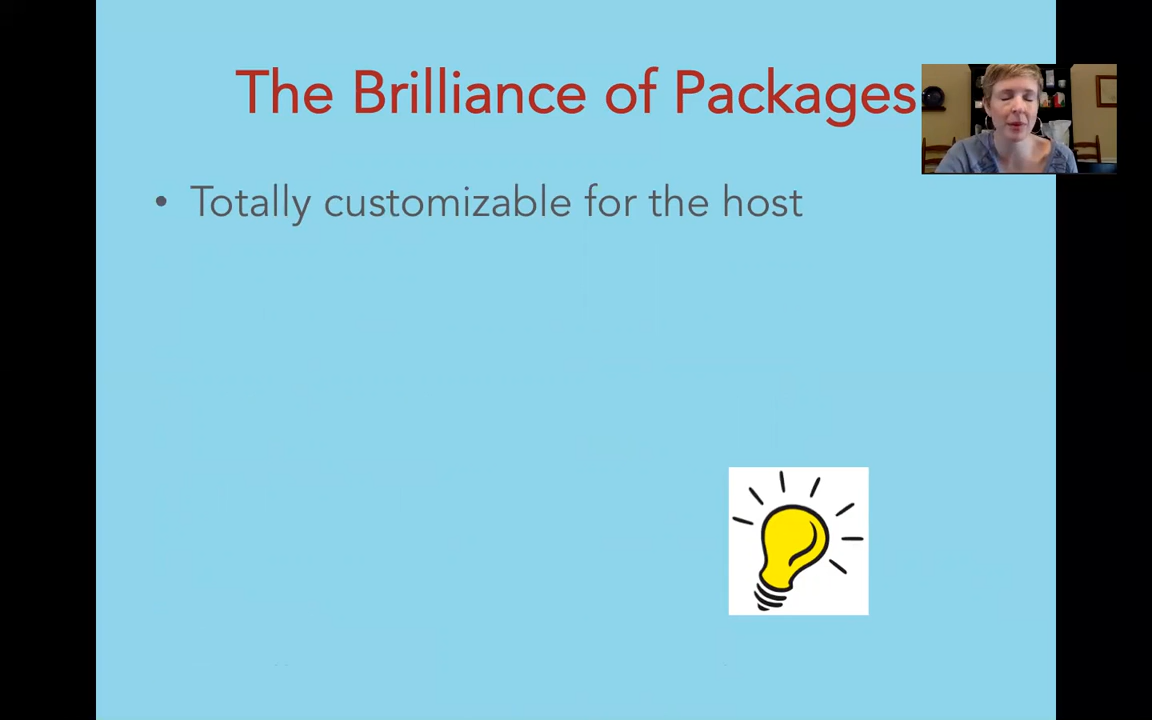 The Brilliance of Packages
• Totally customizable for the host